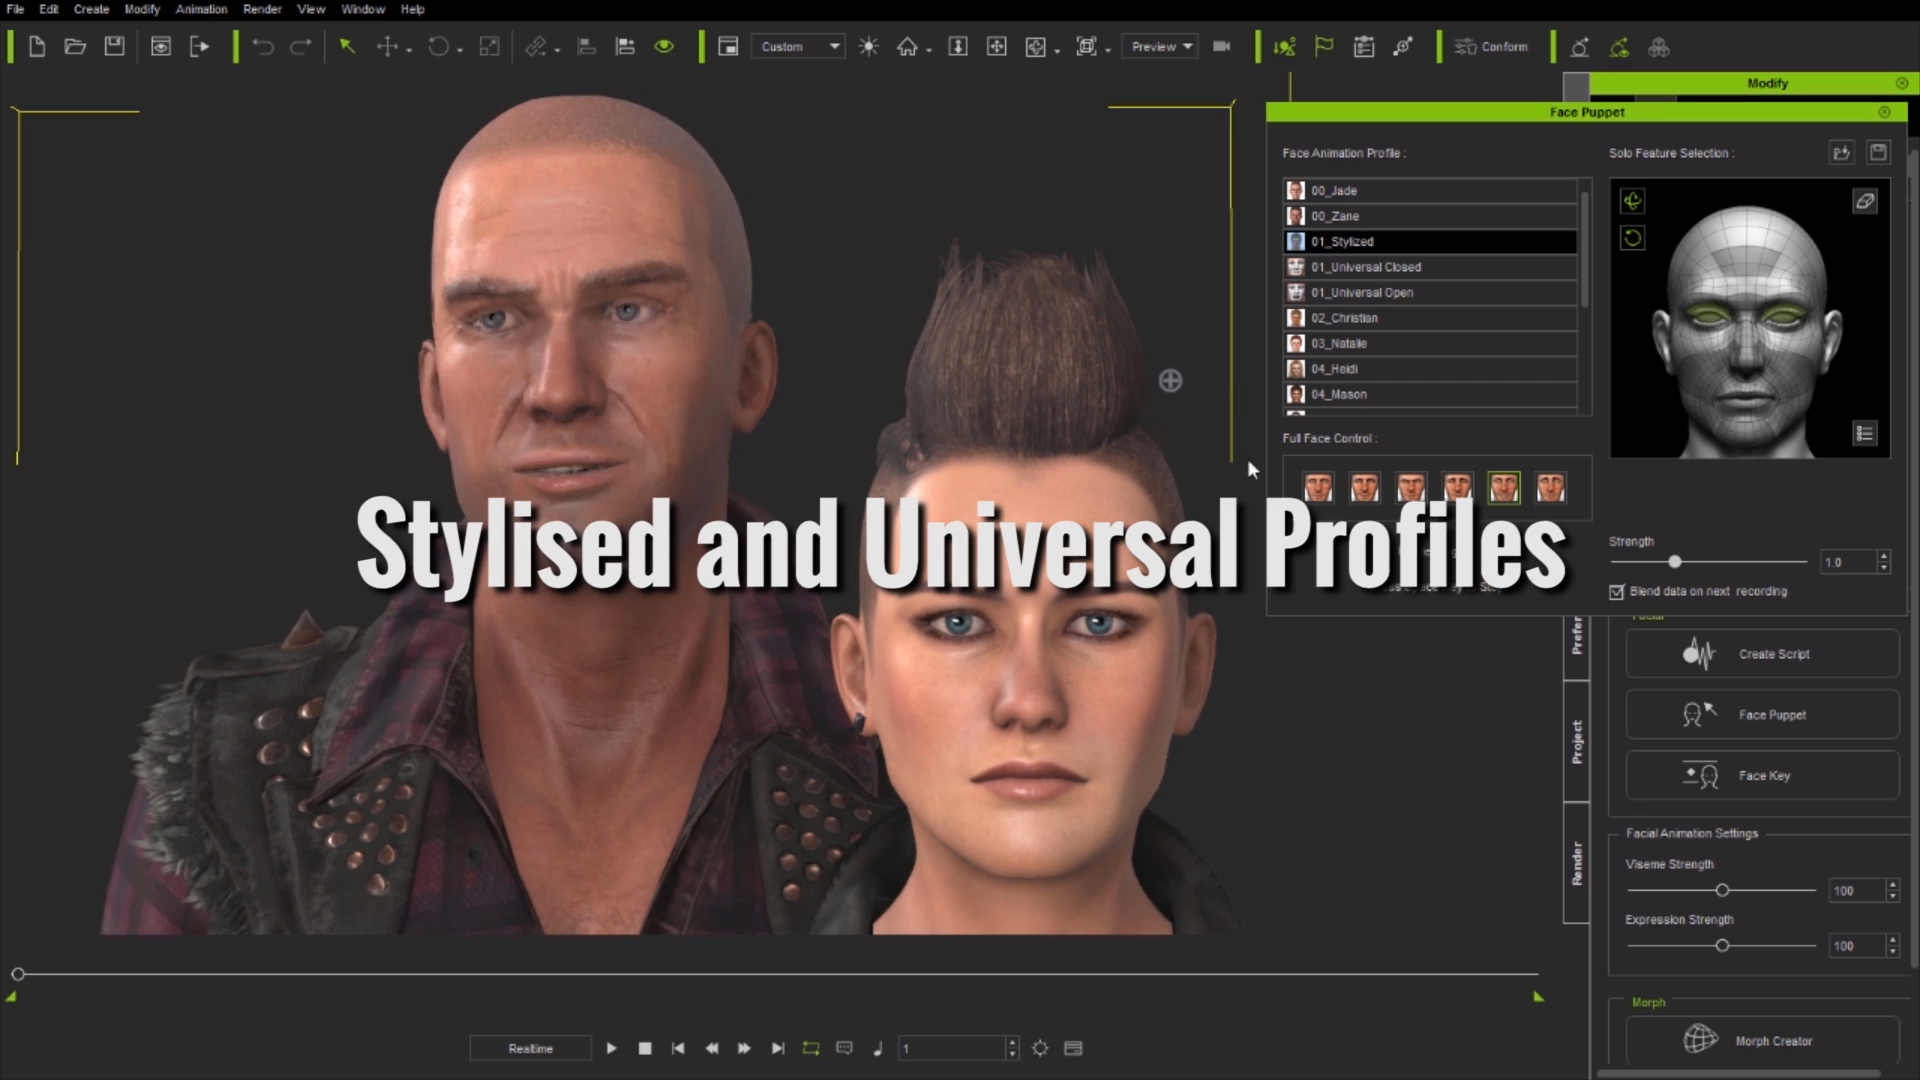 File Edit Create Modify Animation Render View Window Help
Custom
Preview
Conform
Modify
Face Puppet
Face Animation Profile :
Solo Feature Selection :
00_Jade
00_Zane
01_Stylized
01_Universal Closed
01_Universal Open
02_Christian
03_Natalie
04_Heidi
04_Mason
Full Face Control :
Stylised and Universal Profiles
Strength
1.0
Blend data on next recording
Create Script
Face Puppet
Face Key
Prefer
Project
Render
Facial Animation Settings
Viseme Strength
100
Expression Strength
100
Morph
Morph Creator
Realtime
1